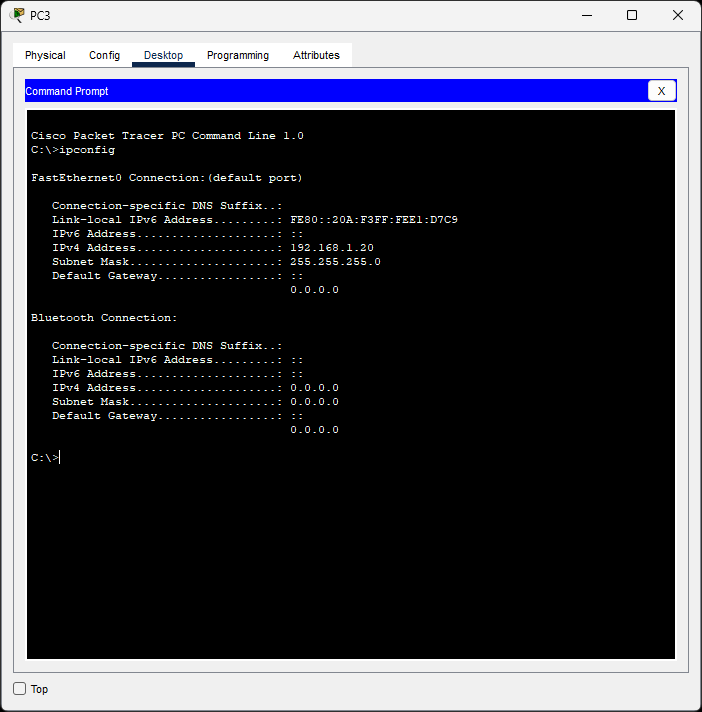 PC3
Physical Config Desktop Programming Attributes
Command Prompt X
Cisco Packet Tracer PC Command Line 1.0
C:\>ipconfig
FastEthernet0 Connection:(default port)
Connection-specific DNS Suffix..:
Link-local IPv6 Address.........: FE80::20A:F3FF:FEE1:D7C9
IPv6 Address....................: ::
IPv4 Address....................: 192.168.1.20
Subnet Mask.....................: 255.255.255.0
Default Gateway.................: ::
0.0.0.0
Bluetooth Connection:
Connection-specific DNS Suffix..:
Link-local IPv6 Address.........: ::
IPv6 Address....................: ::
IPv4 Address....................: 0.0.0.0
Subnet Mask.....................: 0.0.0.0
Default Gateway.................: ::
0.0.0.0
C:\>
Top